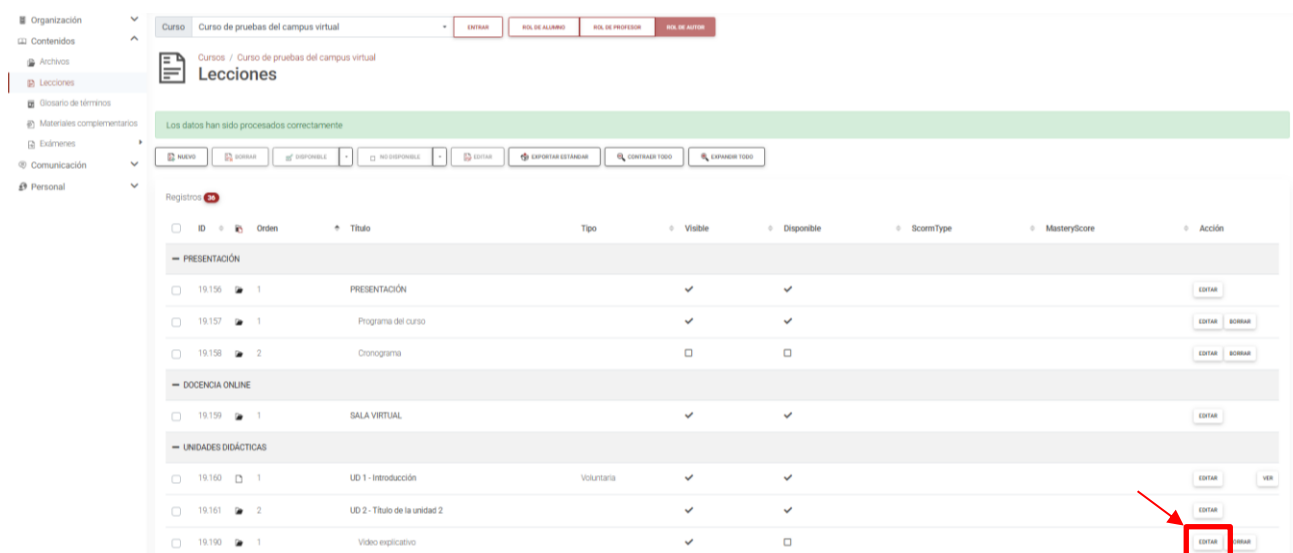 Organización
Contenidos
Archivos
Lecciones
Glosario de términos
Materiales complementarios
Exámenes
Comunicación
Personal
Curso Curso de pruebas del campus virtual ENTRAR ROL DE ALUMNO ROL DE PROFESOR ROL DE AUTOR
Cursos / Curso de pruebas del campus virtual
Lecciones
Los datos han sido procesados correctamente
NUEVO BORRAR DISPONIBLE NO DISPONIBLE EDITAR EXPORTAR ESTÁNDAR CONTRAER TODO EXPANDIR TODO
Registros 36
ID Orden Título Tipo Visible Disponible ScormType MasteryScore Acción
PRESENTACIÓN
19.156 1 PRESENTACIÓN EDITAR
19.157 1 Programa del curso EDITAR BORRAR
19.158 2 Cronograma EDITAR BORRAR
DOCENCIA ONLINE
19.159 1 SALA VIRTUAL EDITAR
UNIDADES DIDÁCTICAS
19.160 1 UD 1 - Introducción Voluntaria EDITAR VER
19.161 2 UD 2 - Título de la unidad 2 EDITAR
19.190 1 Video explicativo EDITAR